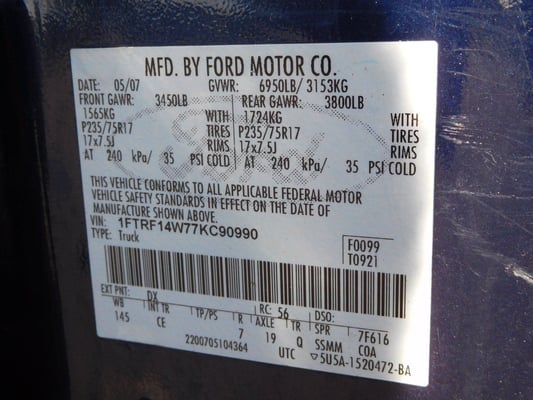 MFD. BY FORD MOTOR CO.
DATE: 05/07 GVWR: 6950LB/ 3153KG
FRONT GAWR: 3450LB REAR GAWR: 3800LB
1565KG WITH 1724KG WITH
P235/75R17 TIRES P235/75R17 TIRES
17x7.5J RIMS 17x7.5J RIMS
AT 240 kPa/ 35 PSI COLD AT 240 kPa/ 35 PSI COLD
Ford
THIS VEHICLE CONFORMS TO ALL APPLICABLE FEDERAL MOTOR
VEHICLE SAFETY STANDARDS IN EFFECT ON THE DATE OF
MANUFACTURE SHOWN ABOVE.
VIN: 1FTRF14W77KC90990
TYPE: Truck
F0099
T0921
EXT PNT: DX RC: 56 DSO:
WB INT TR TP/PS R AXLE TR SPR 7F616
145 CE 7 19 Q SSMM COA
2200705104364 UTC ▽5U5A-1520472-BA